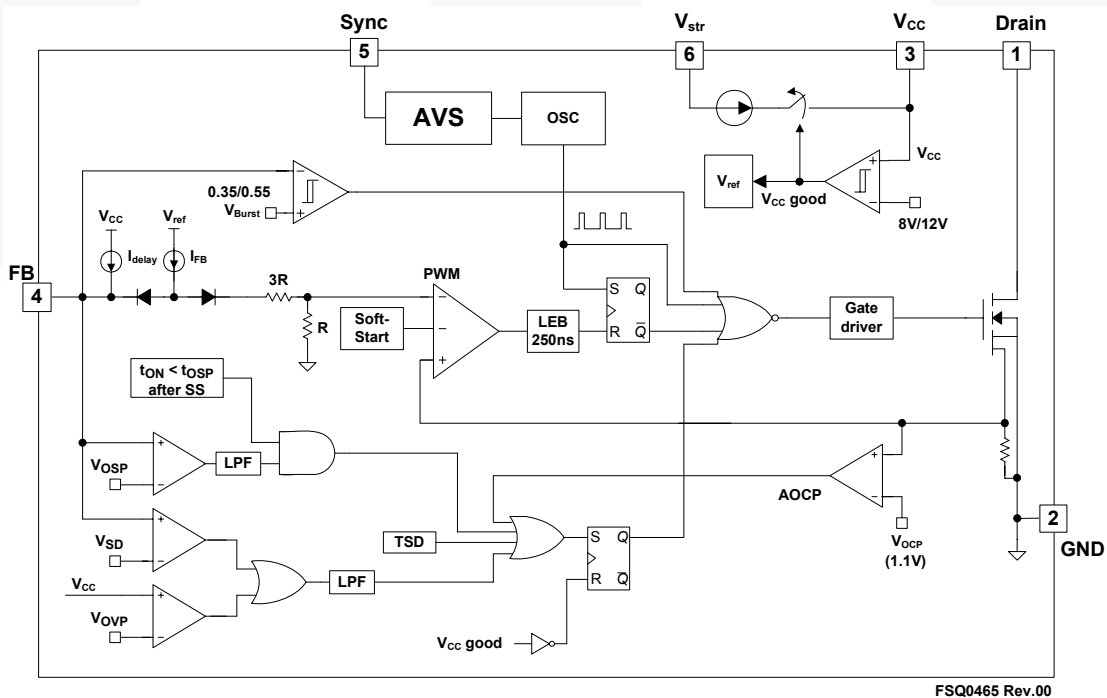 Sync
5
Vstr
6
VCC
3
Drain
1
AVS
OSC
VCC
Vref
VCC good
8V/12V
0.35/0.55
VBurst
VCC
Vref
Idelay
IFB
FB
4
3R
R
PWM
Soft-
Start
LEB
250ns
S Q
R Q
Gate
driver
tON < tOSP
after SS
VOSP
LPF
AOCP
VOCP
(1.1V)
2
GND
VSD
TSD
S Q
R Q
LPF
VCC
VOVP
VCC good
FSQ0465 Rev.00